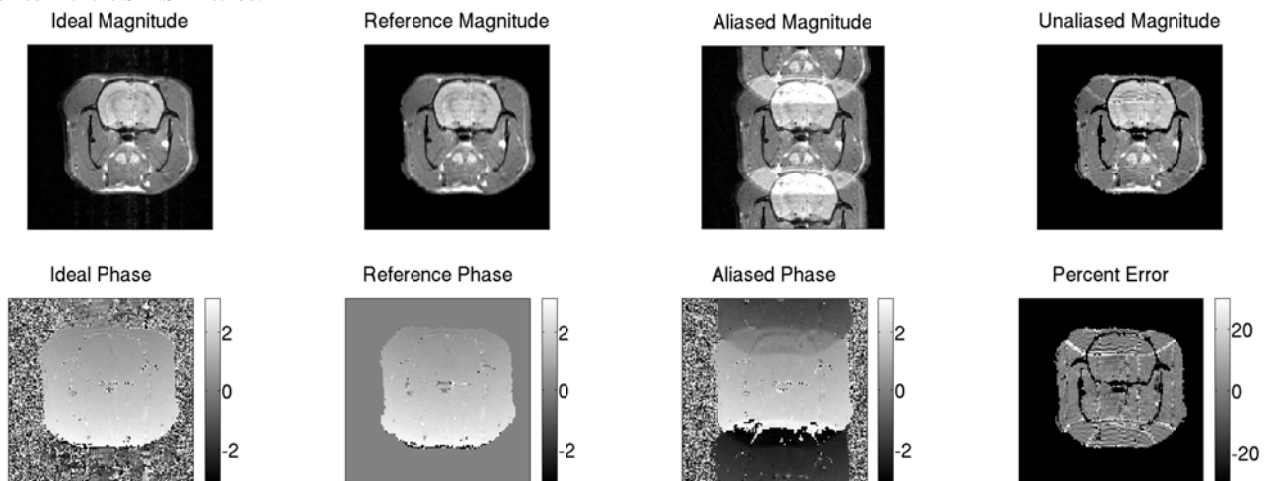 Ideal Magnitude
Reference Magnitude
Aliased Magnitude
Unaliased Magnitude
Ideal Phase
Reference Phase
Aliased Phase
Percent Error
2
0
-2
2
0
-2
2
0
-2
20
0
-20